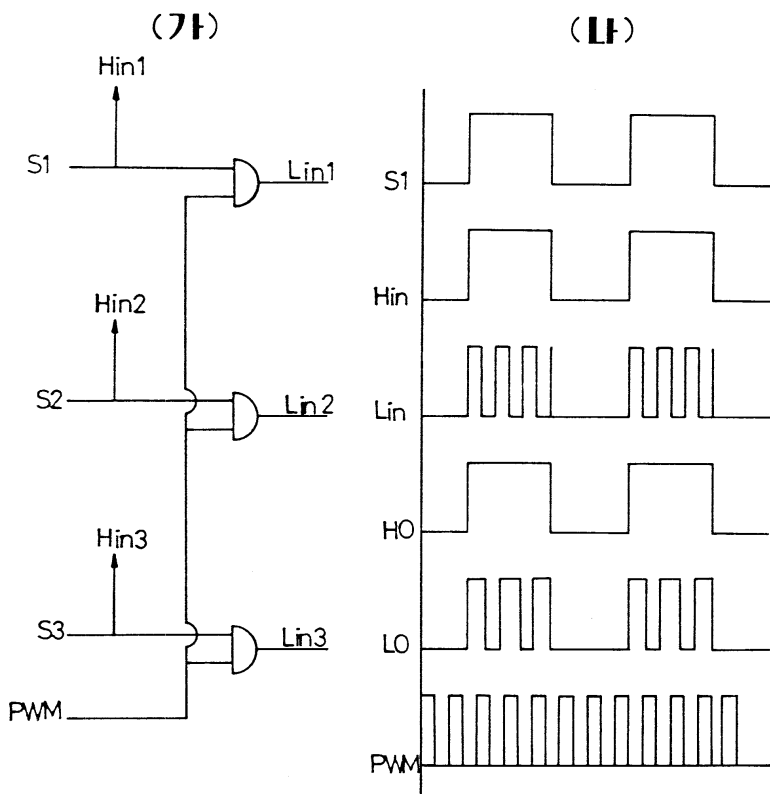 (가)
Hin1
S1
Lin1
Hin2
S2
Lin2
Hin3
S3
Lin3
PWM
(나)
S1
Hin
Lin
HO
LO
PWM